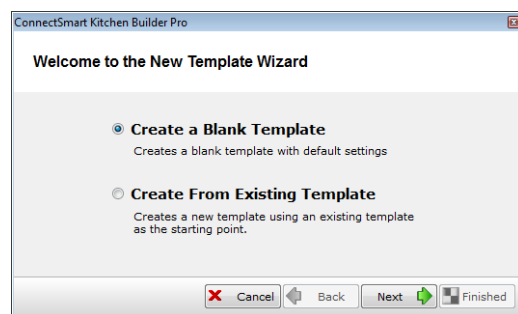 ConnectSmart Kitchen Builder Pro
Welcome to the New Template Wizard
Create a Blank Template
Creates a blank template with default settings
Create From Existing Template
Creates a new template using an existing template
as the starting point.
Cancel Back Next Finished